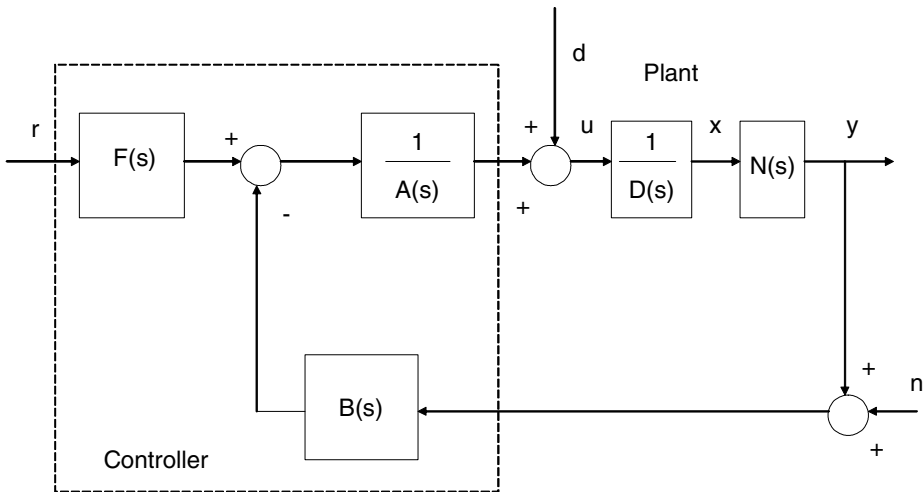 d
Plant
r
F(s)
+
1
A(s)
+
+
u
1
D(s)
x
N(s)
y
-
B(s)
+
n
+
Controller